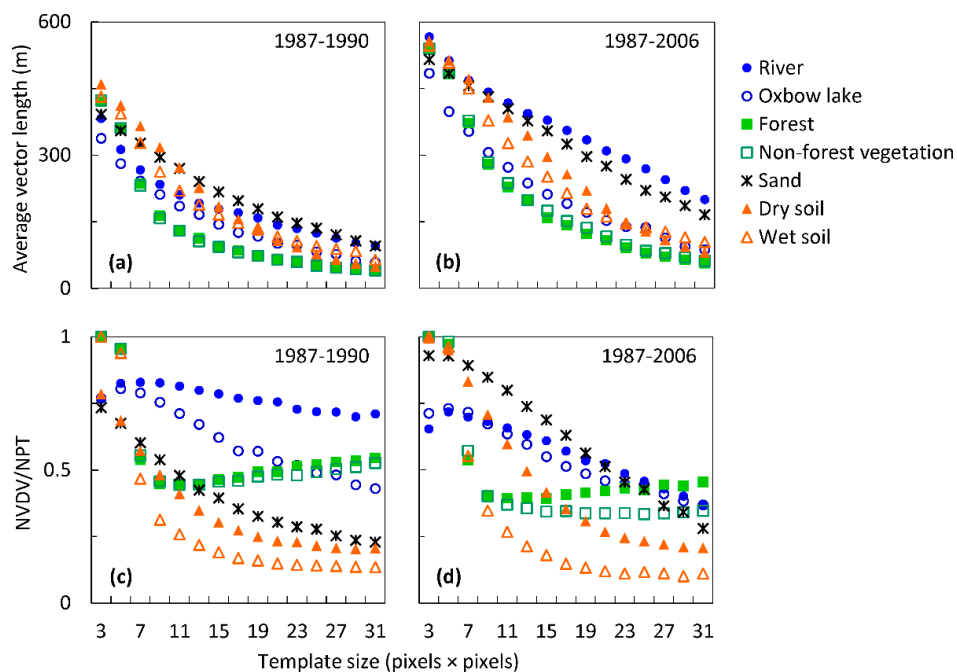 600
300
0
Average vector length (m)
1987-1990
(a)
1987-2006
(b)
River
Oxbow lake
Forest
Non-forest vegetation
Sand
Dry soil
Wet soil
1
0.5
0
NVDV/NPT
1987-1990
(c)
1987-2006
(d)
3 7 11 15 19 23 27 31
3 7 11 15 19 23 27 31
Template size (pixels × pixels)